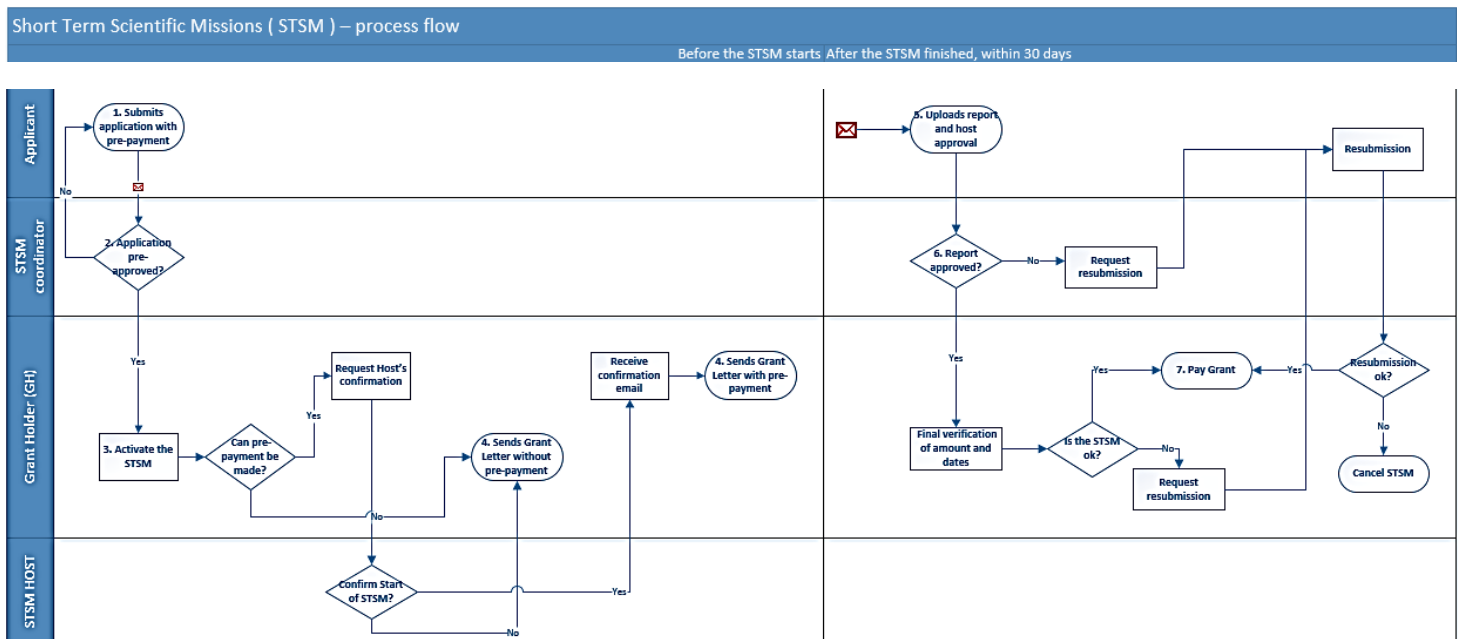 Short Term Scientific Missions ( STSM ) – process flow
Before the STSM starts
After the STSM finished, within 30 days
Applicant
1. Submits
application with
pre-payment
No
5. Uploads report
and host
approval
Resubmission
STSM
coordinator
2. Application
pre-
approved?
6. Report
approved?
No
Request
resubmission
Grant Holder (GH)
Yes
3. Activate the
STSM
Can pre-
payment be
made?
Yes
Request Host's
confirmation
No
4. Sends Grant
Letter without
pre-payment
Receive
confirmation
email
4. Sends Grant
Letter with pre-
payment
Yes
Final verification
of amount and
dates
Is the STSM
ok?
Yes
7. Pay Grant
No
Request
resubmission
Yes
Resubmission
ok?
No
Cancel STSM
STSM HOST
Confirm Start
of STSM?
Yes
No